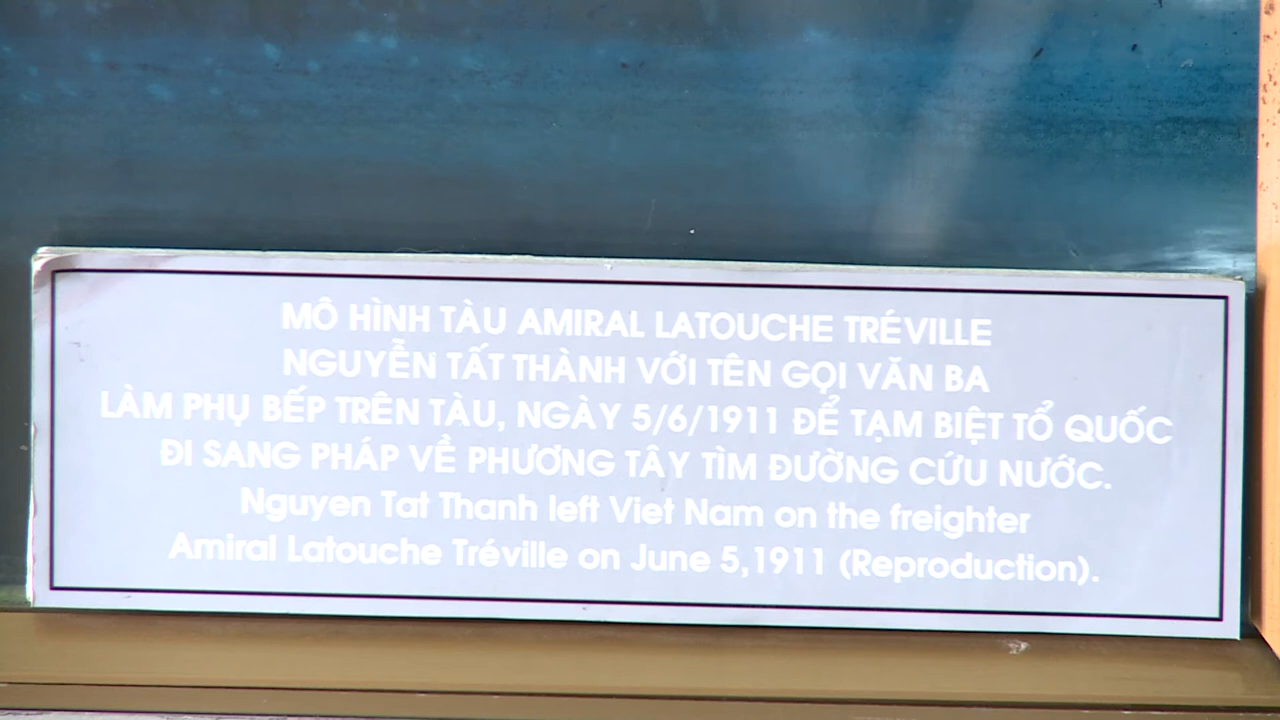 MÔ HÌNH TÀU AMIRAL LATOUCHE TRÉVILLE
NGUYỄN TẤT THÀNH VỚI TÊN GỌI VĂN BA
LÀM PHỤ BẾP TRÊN TÀU, NGÀY 5/6/1911 ĐỂ TẠM BIỆT TỔ QUỐC
ĐI SANG PHÁP VỀ PHƯƠNG TÂY TÌM ĐƯỜNG CỨU NƯỚC.
Nguyen Tat Thanh left Viet Nam on the freighter
Amiral Latouche Tréville on June 5,1911 (Reproduction).